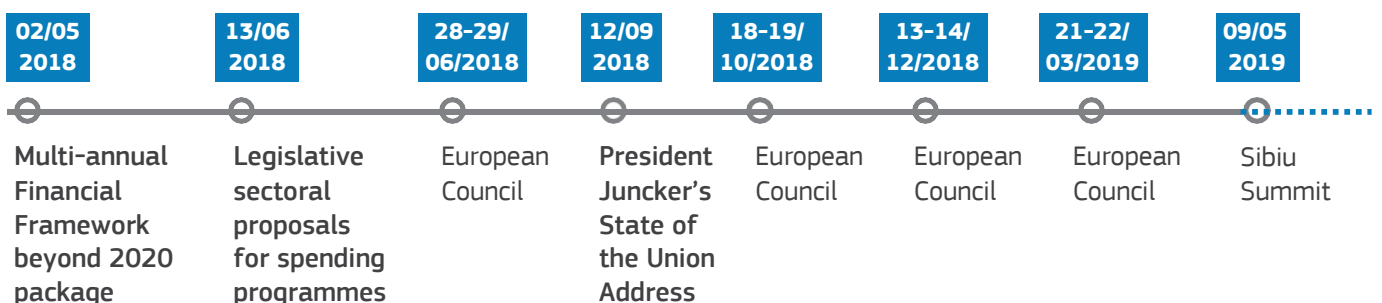 02/05
2018
13/06
2018
28-29/
06/2018
12/09
2018
18-19/
10/2018
13-14/
12/2018
21-22/
03/2019
09/05
2019
Multi-annual
Financial
Framework
beyond 2020
package
Legislative
sectoral
proposals
for spending
programmes
European
Council
President
Juncker's
State of
the Union
Address
European
Council
European
Council
European
Council
Sibiu
Summit